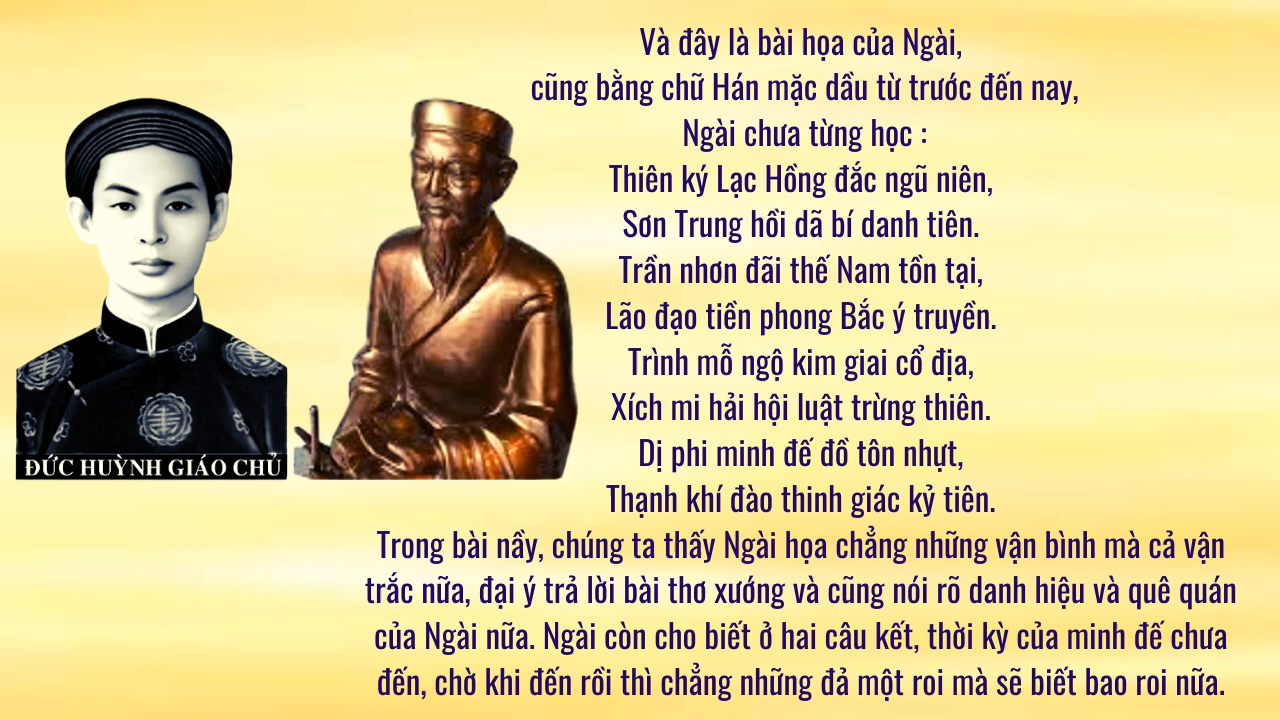 Và đây là bài họa của Ngài,
cũng bằng chữ Hán mặc dầu từ trước đến nay,
Ngài chưa từng học :
Thiên ký Lạc Hồng đắc ngũ niên,
Sơn Trung hồi dã bí danh tiên.
Trần nhơn đãi thế Nam tồn tại,
Lão đạo tiền phong Bắc ý truyền.
Trình mỗ ngộ kim giai cổ địa,
Xích mi hải hội luật trừng thiên.
Dị phi minh đế đồ tôn nhựt,
Thạnh khí đào thinh giác kỷ tiên.
Trong bài nầy, chúng ta thấy Ngài họa chẳng những vận bình mà cả vận
trắc nữa, đại ý trả lời bài thơ xướng và cũng nói rõ danh hiệu và quê quán
của Ngài nữa. Ngài còn cho biết ở hai câu kết, thời kỳ của minh đế chưa
đến, chờ khi đến rồi thì chẳng những đả một roi mà sẽ biết bao roi nữa.
ĐỨC HUỲNH GIÁO CHỦ